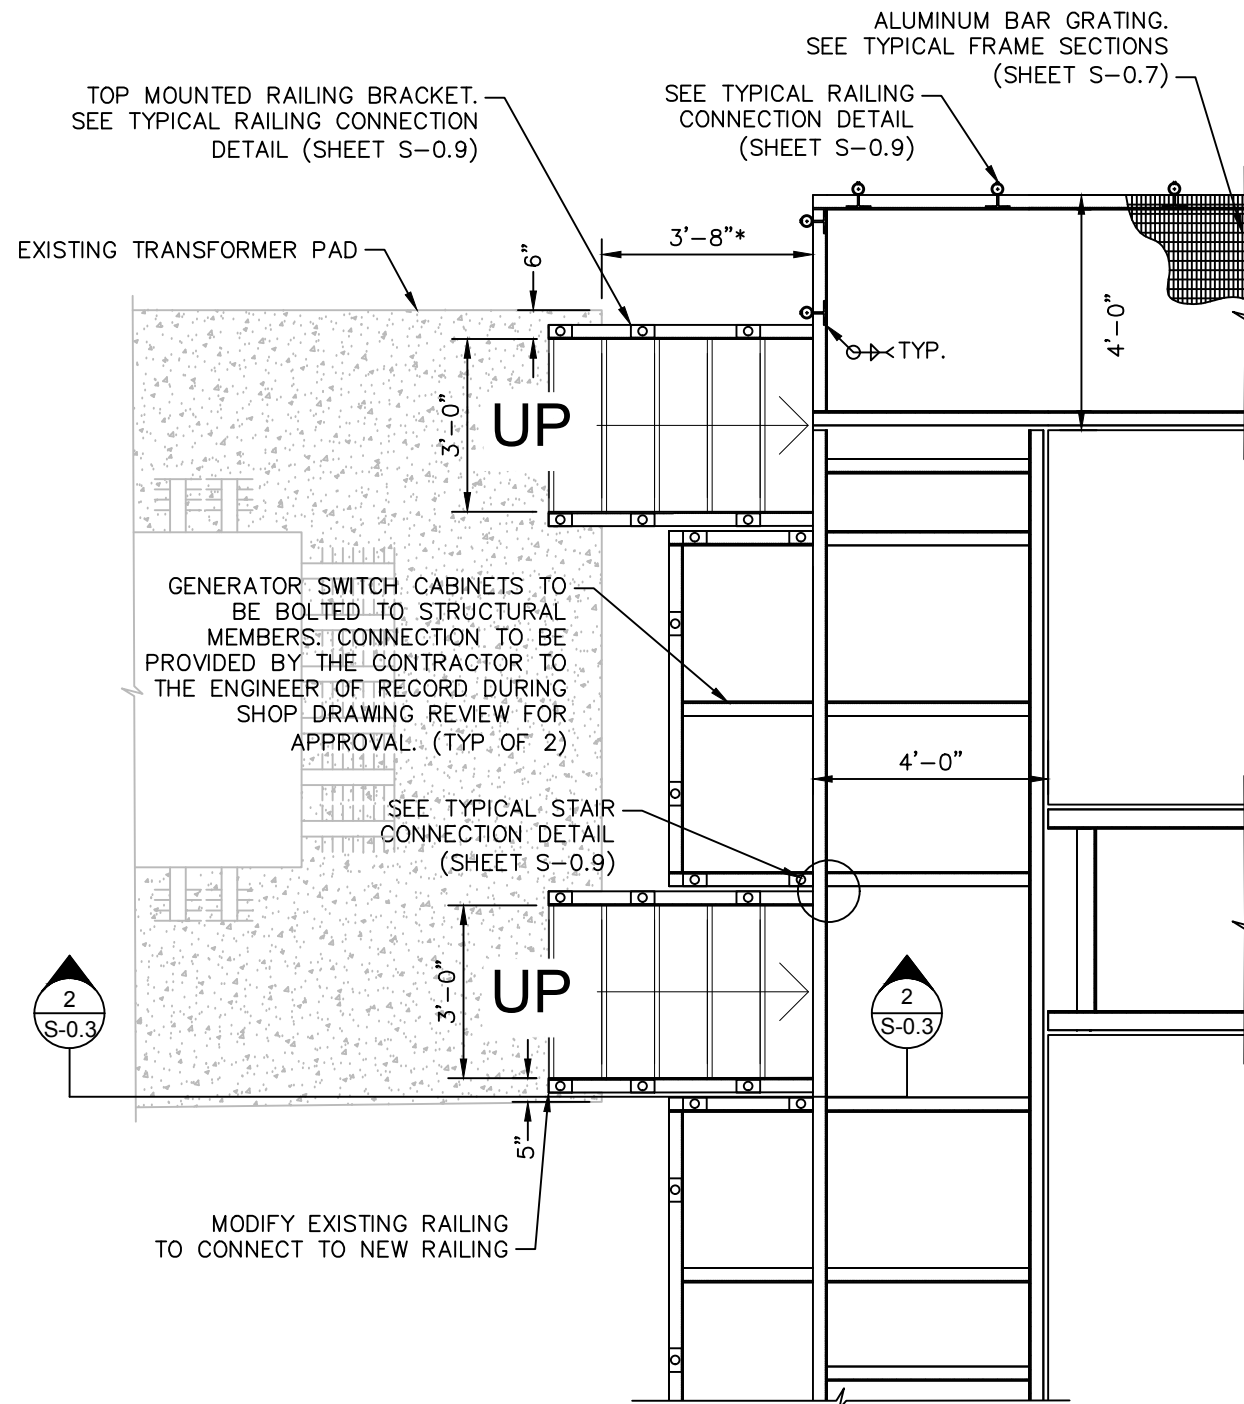 ALUMINUM BAR GRATING.
SEE TYPICAL FRAME SECTIONS
(SHEET S-0.7)
TOP MOUNTED RAILING BRACKET.
SEE TYPICAL RAILING CONNECTION
DETAIL (SHEET S-0.9)
SEE TYPICAL RAILING
CONNECTION DETAIL
(SHEET S-0.9)
EXISTING TRANSFORMER PAD
6"
3'-8"*
4'-0"
TYP.
3'-0"
UP
GENERATOR SWITCH CABINETS TO
BE BOLTED TO STRUCTURAL
MEMBERS. CONNECTION TO BE
PROVIDED BY THE CONTRACTOR TO
THE ENGINEER OF RECORD DURING
SHOP DRAWING REVIEW FOR
APPROVAL. (TYP OF 2)
4'-0"
SEE TYPICAL STAIR
CONNECTION DETAIL
(SHEET S-0.9)
3'-0"
UP
2
S-0.3
2
S-0.3
5"
MODIFY EXISTING RAILING
TO CONNECT TO NEW RAILING